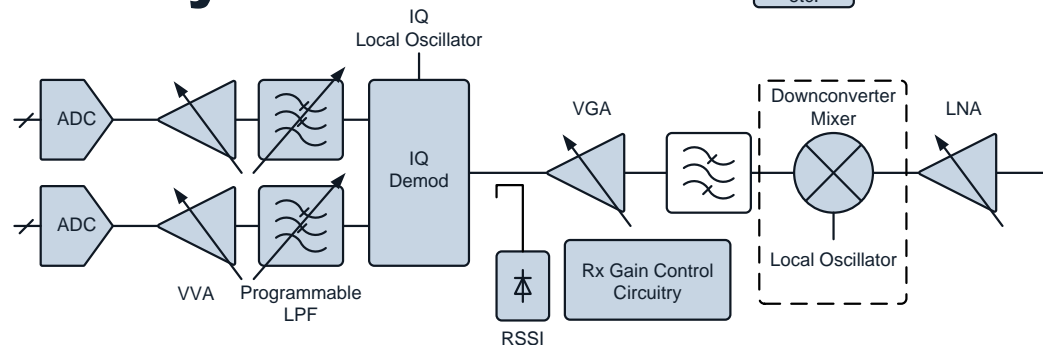 IQ
Local Oscillator
ADC
IQ
Demod
VGA
Downconverter
Mixer
LNA
ADC
VVA
Programmable
LPF
RSSI
Rx Gain Control
Circuitry
Local Oscillator